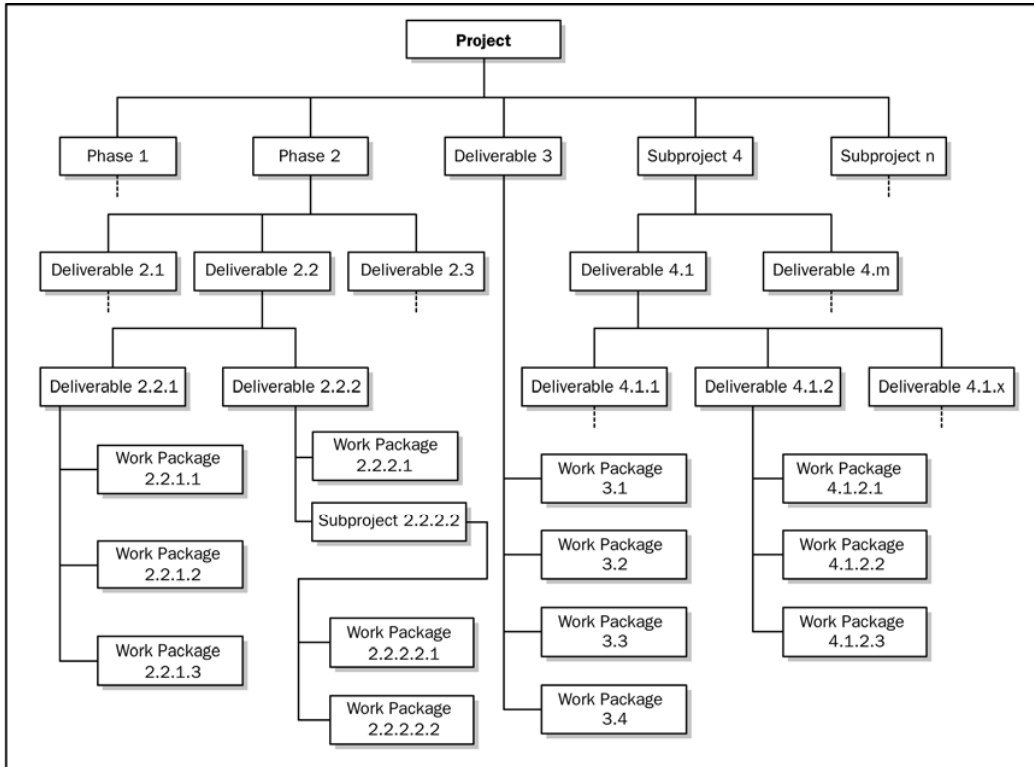 Project
Phase 1
Phase 2
Deliverable 3
Subproject 4
Subproject n
Deliverable 2.1
Deliverable 2.2
Deliverable 2.3
Deliverable 4.1
Deliverable 4.m
Deliverable 2.2.1
Deliverable 2.2.2
Deliverable 4.1.1
Deliverable 4.1.2
Deliverable 4.1.x
Work Package
2.2.1.1
Work Package
2.2.1.2
Work Package
2.2.1.3
Work Package
2.2.2.1
Subproject 2.2.2.2
Work Package
2.2.2.2.1
Work Package
2.2.2.2.2
Work Package
3.1
Work Package
3.2
Work Package
3.3
Work Package
3.4
Work Package
4.1.2.1
Work Package
4.1.2.2
Work Package
4.1.2.3